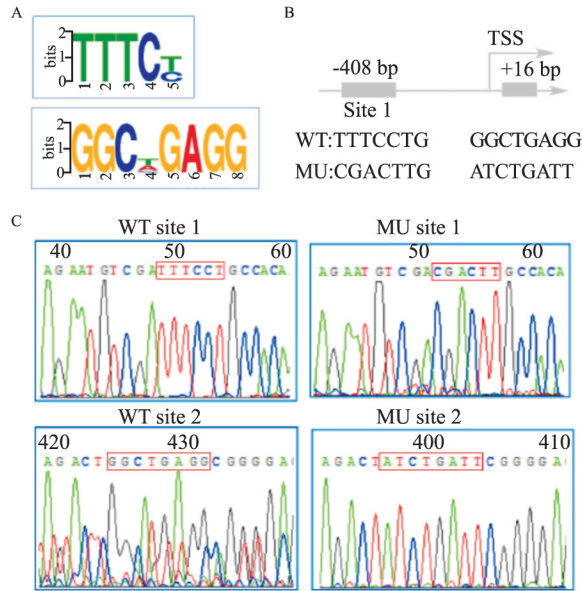 A
bits
2
1
0
TTTCT
C
1 2 3 4 5
bits
2
1
0
GGCTGAGG
1 2 3 4 5 6 7 8
B
TSS
-408 bp
+16 bp
Site 1
WT:TTTCCTG GGCTGAGG
MU:CGACTTG ATCTGATT
C
WT site 1
40 50 60
AGAATGTCGATTTCCTGCCACA
MU site 1
50 60
AGAATGTCGACGACTTGCCACA
WT site 2
420 430
AGACTGGCTGAGGCGGGGA
MU site 2
400 410
AGACTATCTGATTCGGGGA